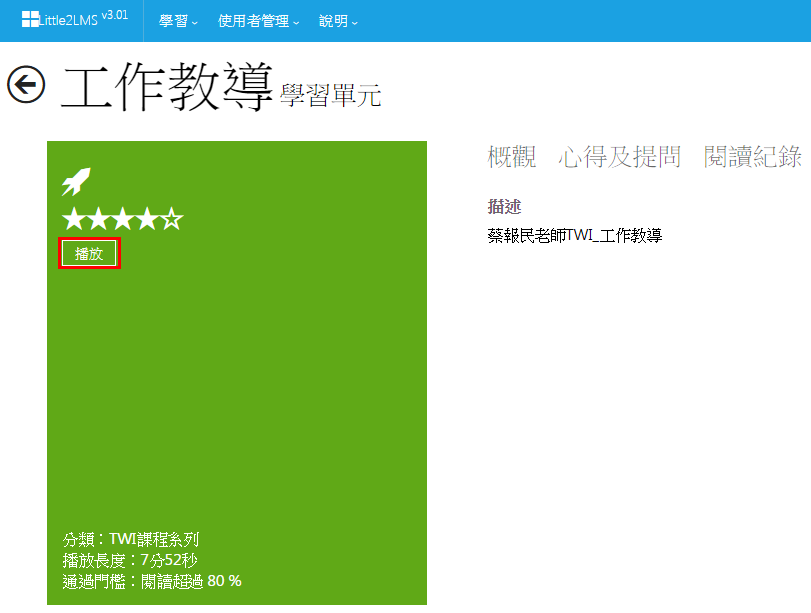 Little2LMS v3.01 學習 使用者管理 說明
工作教導 學習單元
概觀 心得及提問 閱讀紀錄
描述
蔡報民老師TWI_工作教導
播放
分類：TWI課程系列
播放長度：7分52秒
通過門檻：閱讀超過 80 %